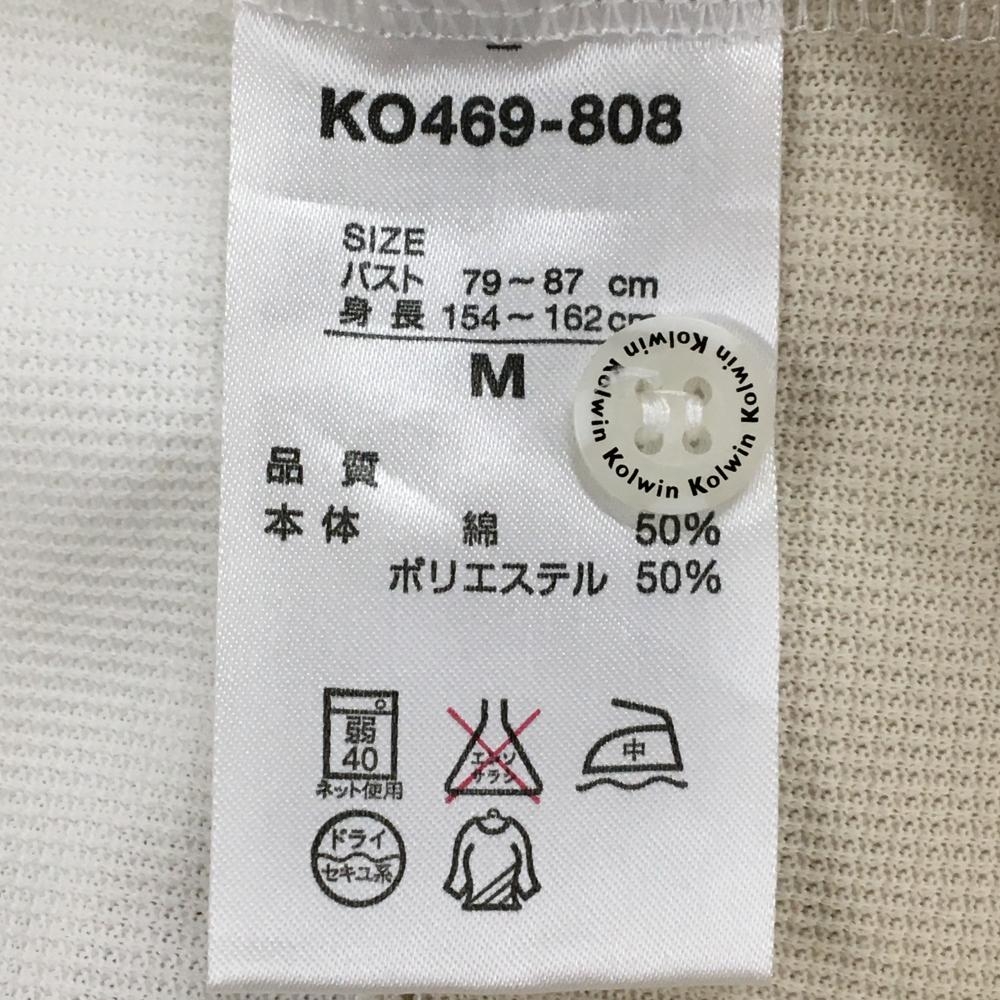 KO469-808
SIZE
バスト 79～87 cm
身長 154～162cm
M
Kolwin Kolwin Kolwin Kolwin Kolwin
品質
本体 綿 50%
ポリエステル 50%
弱
40
ネット使用
エンソ
サラシ
中
ドライ
セキユ系